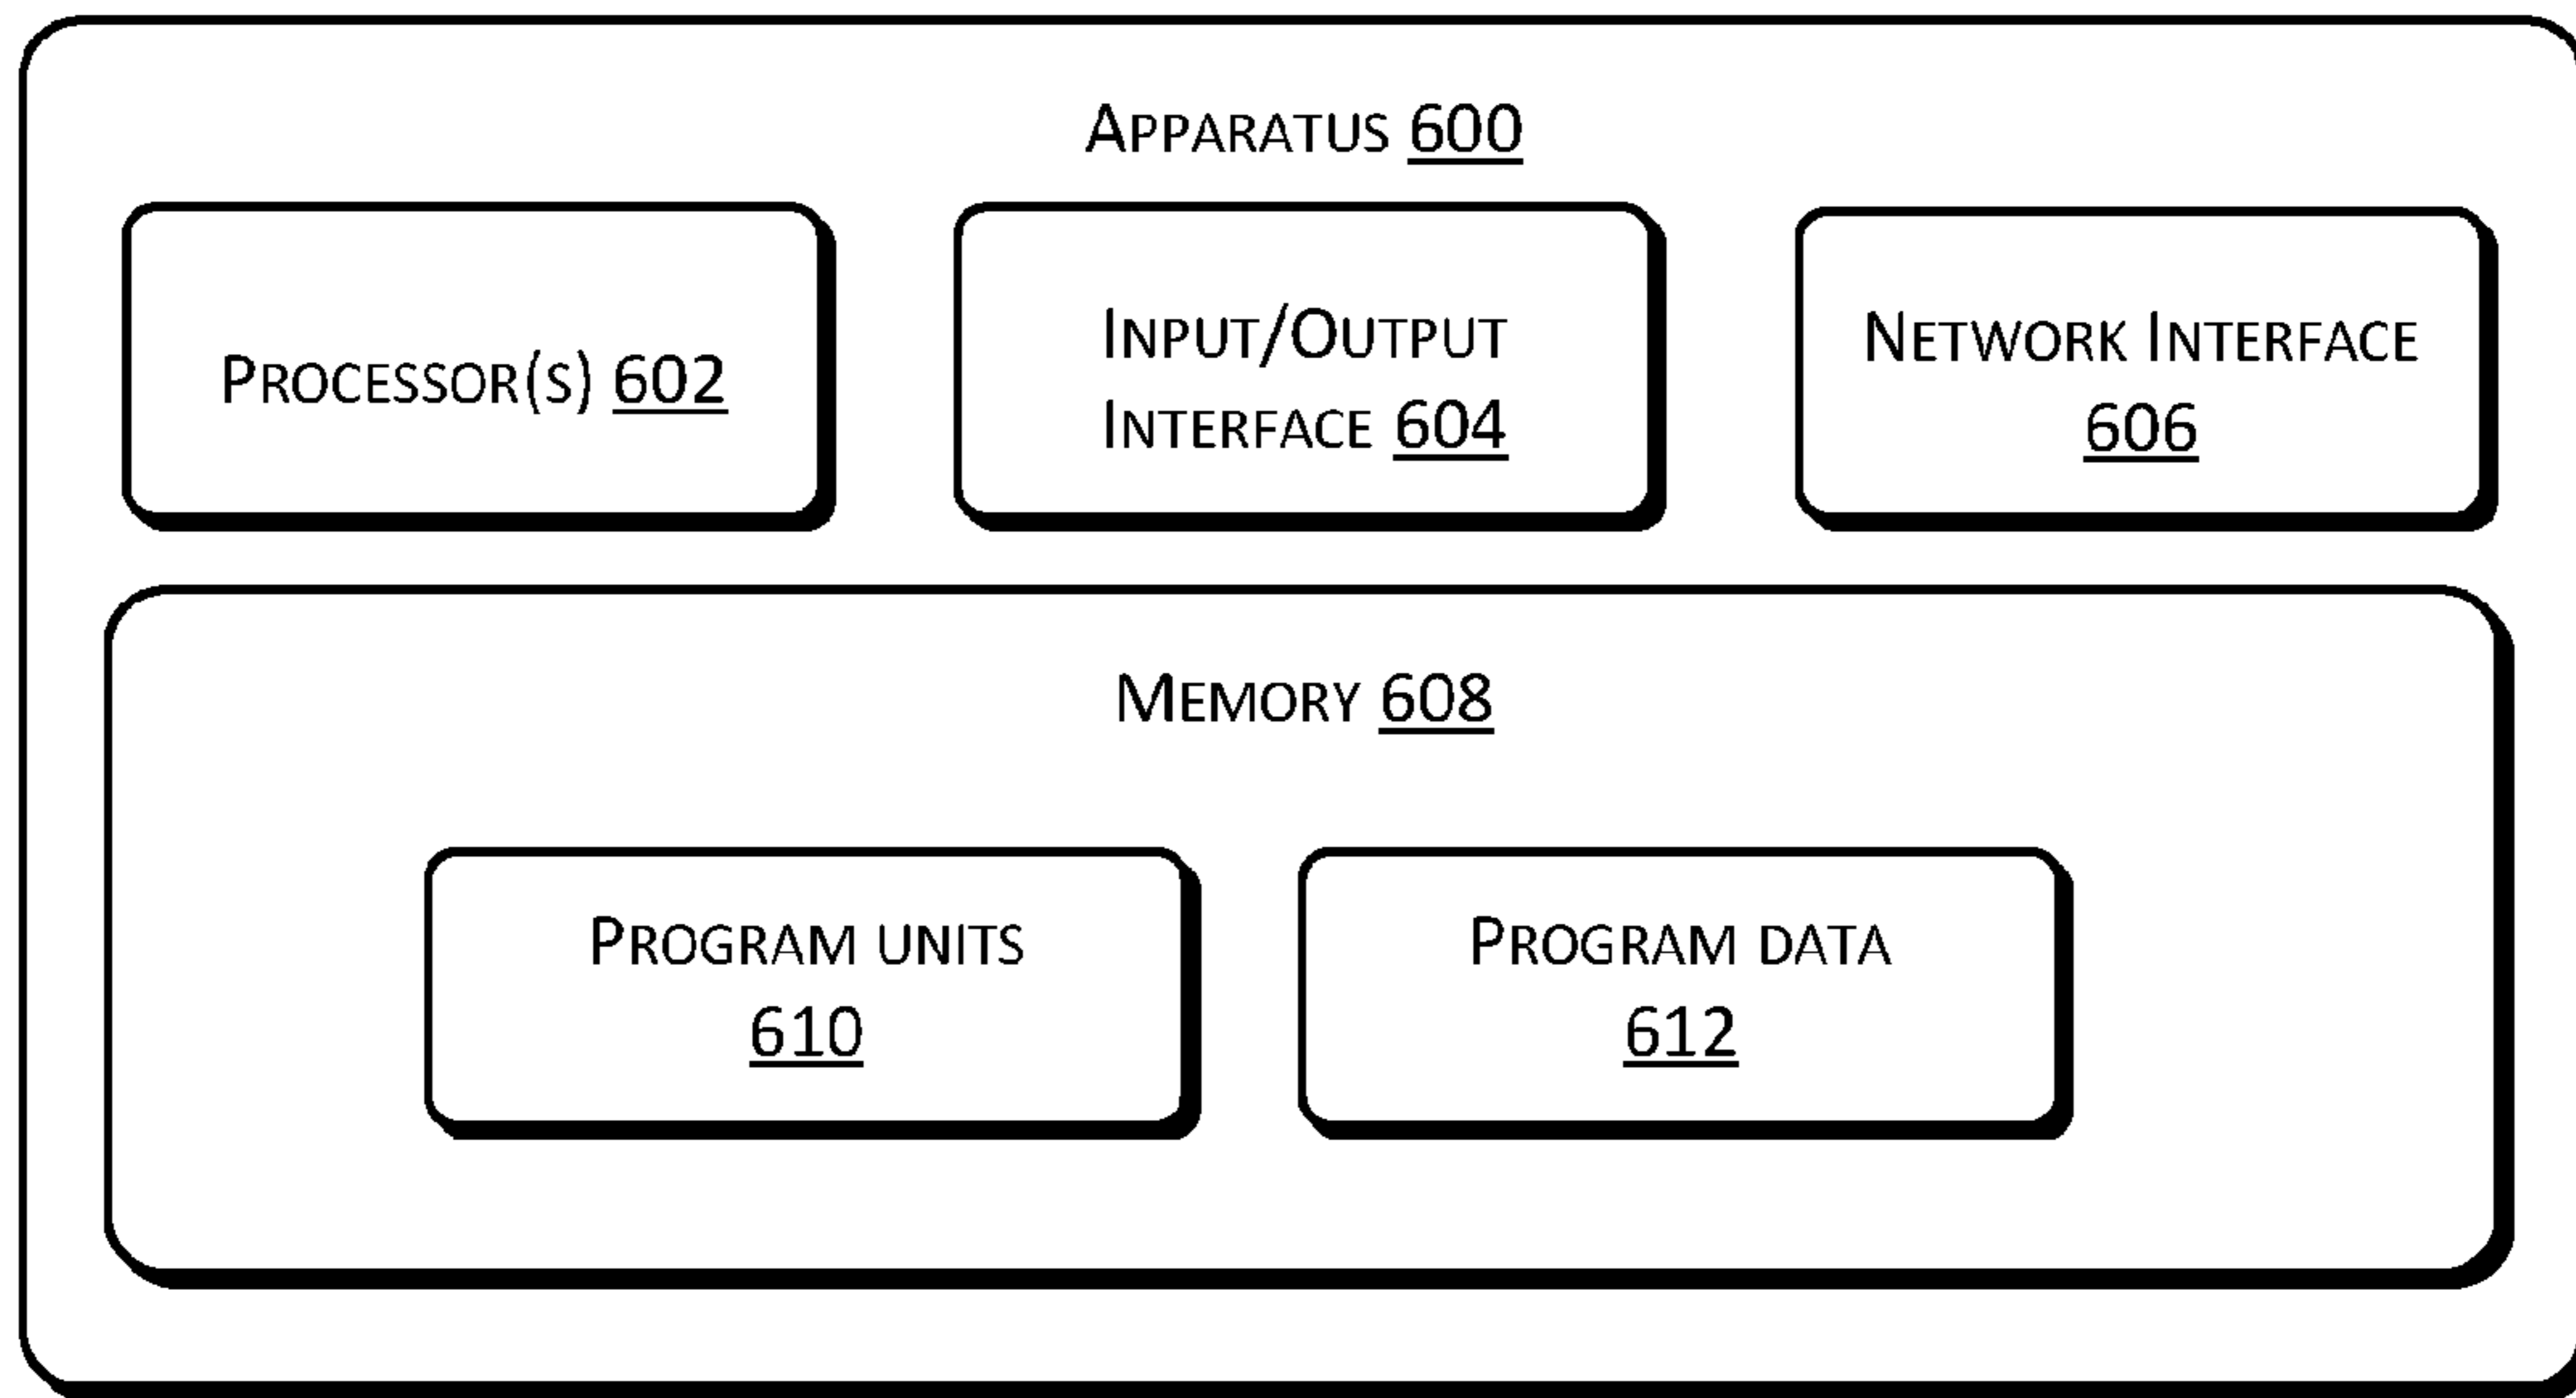 APPARATUS 600
PROCESSOR(S) 602
INPUT/OUTPUT
INTERFACE 604
NETWORK INTERFACE
606
MEMORY 608
PROGRAM UNITS
610
PROGRAM DATA
612